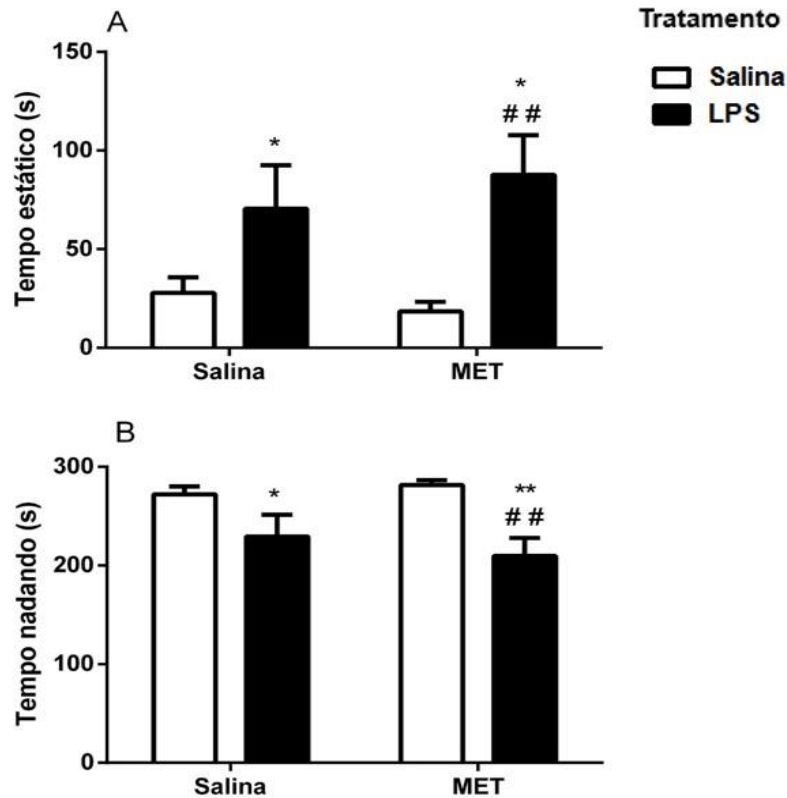 A
Tratamento
Salina
LPS
Tempo estático (s)
150
100
50
0
*
*
# #
Salina
MET
B
Tempo nadando (s)
300
200
100
0
*
**
# #
Salina
MET